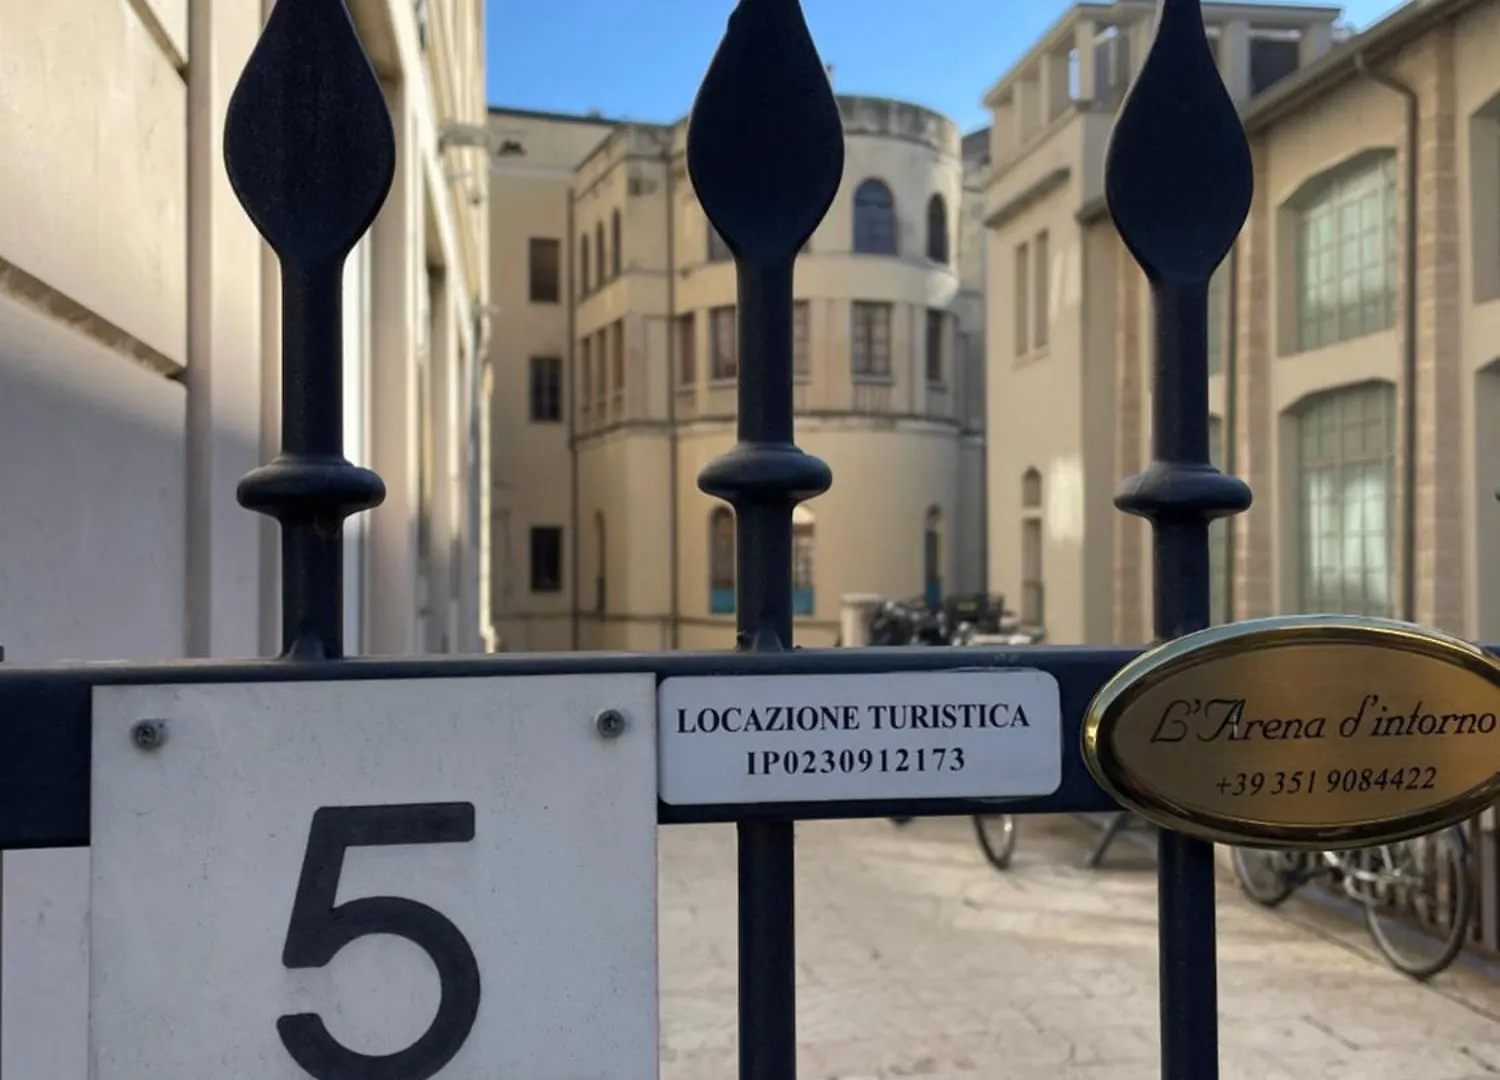 5
LOCAZIONE TURISTICA
IP0230912173
L'Arena d'intorno
+39 351 9084422